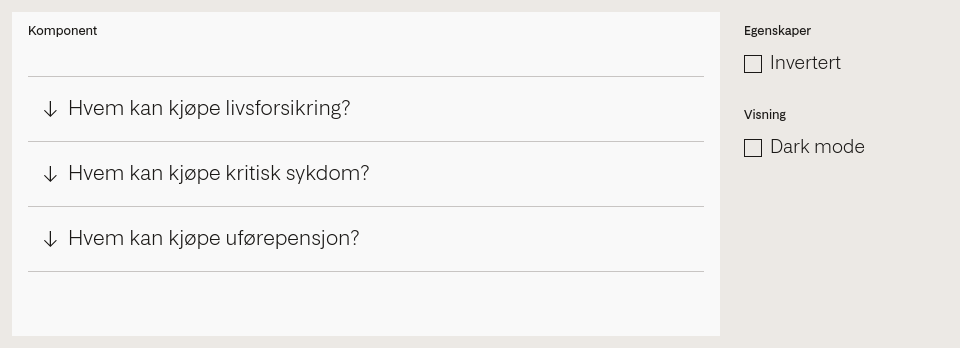 Komponent
Hvem kan kjøpe livsforsikring?
Hvem kan kjøpe kritisk sykdom?
Hvem kan kjøpe uførepensjon?
Egenskaper
Invertert
Visning
Dark mode